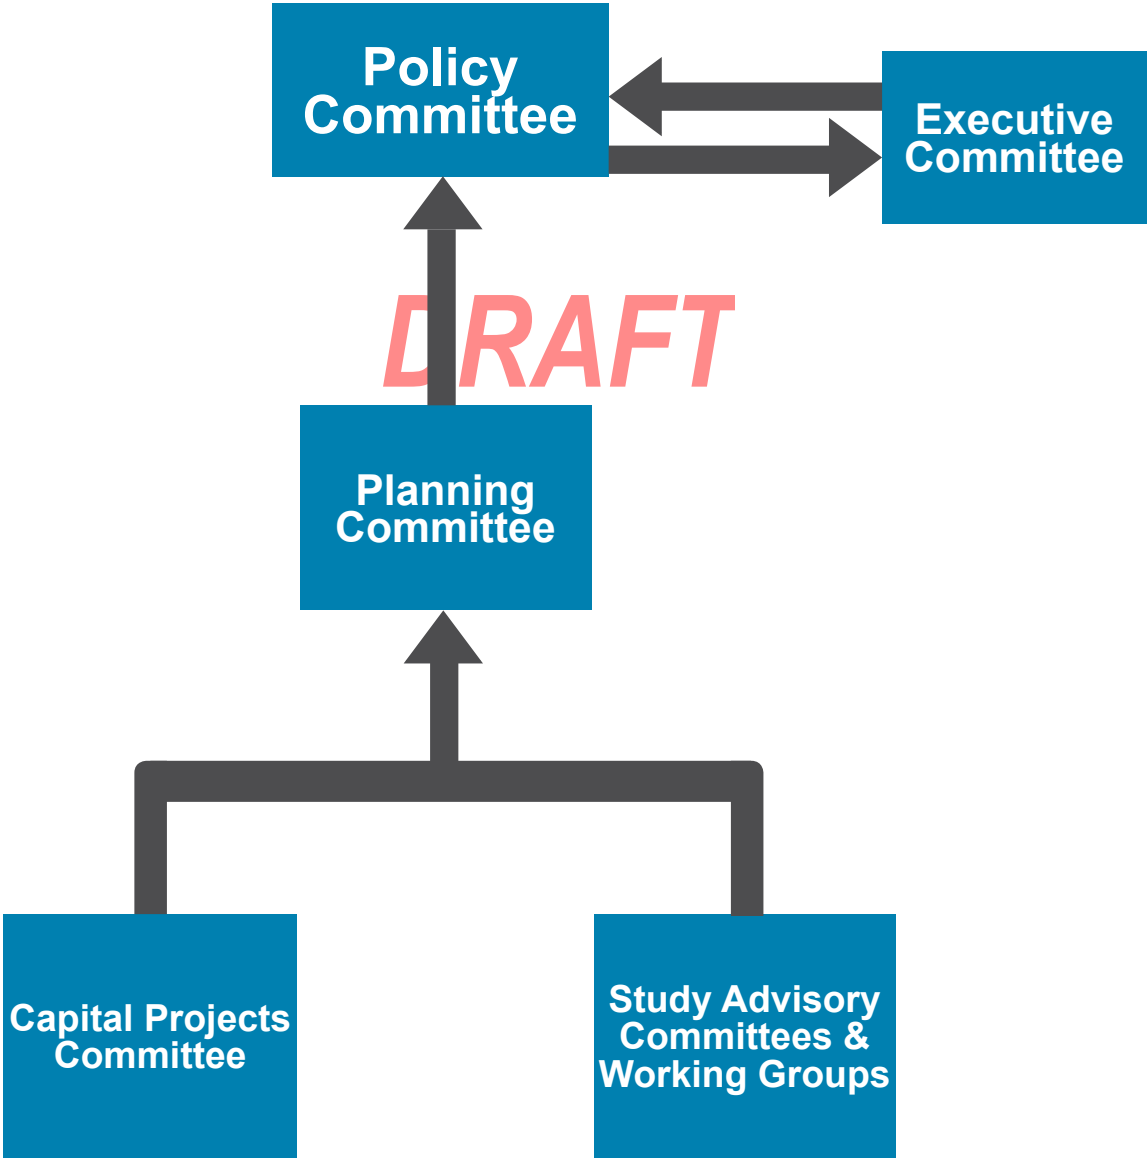 Policy
Committee
Executive
Committee
DRAFT
Planning
Committee
Capital Projects
Committee
Study Advisory
Committees &
Working Groups